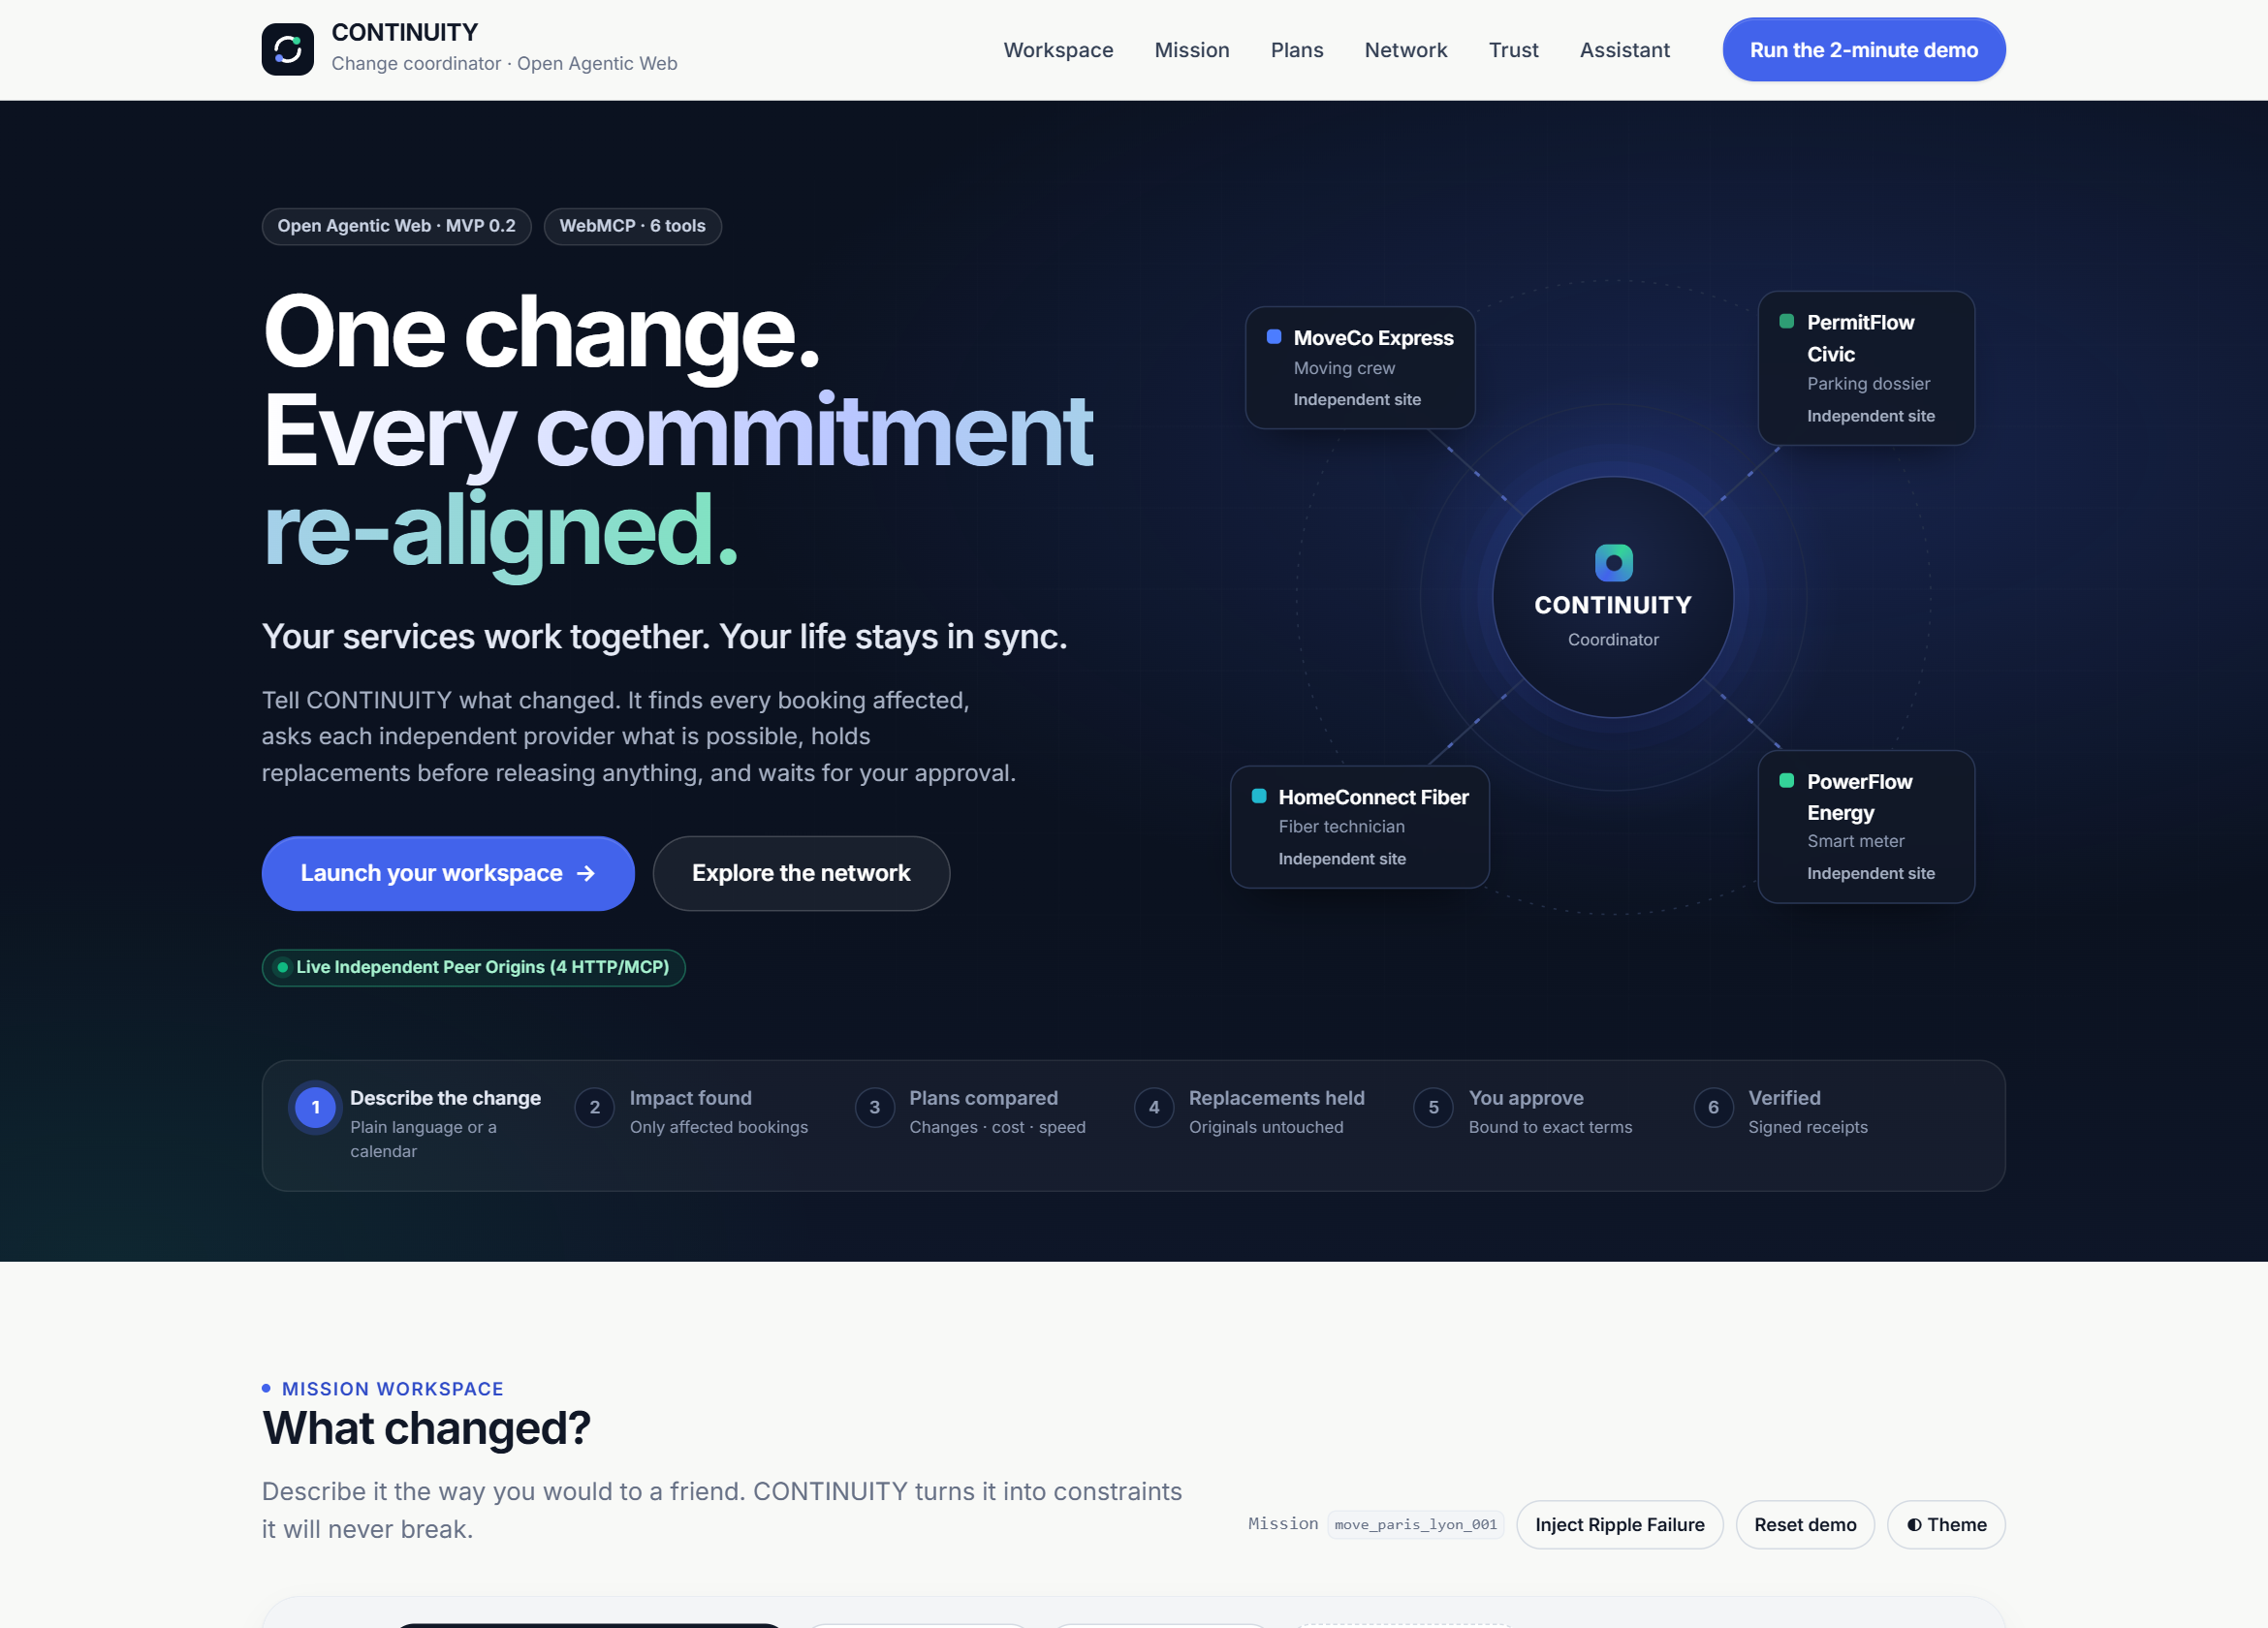 CONTINUITY
Change coordinator · Open Agentic Web
Workspace
Mission
Plans
Network
Trust
Assistant
Run the 2-minute demo
Open Agentic Web · MVP 0.2
WebMCP · 6 tools
One change.
Every commitment
re-aligned.
Your services work together. Your life stays in sync.
Tell CONTINUITY what changed. It finds every booking affected,
asks each independent provider what is possible, holds
replacements before releasing anything, and waits for your approval.
Launch your workspace →
Explore the network
Live Independent Peer Origins (4 HTTP/MCP)
MoveCo Express
Moving crew
Independent site
PermitFlow
Civic
Parking dossier
Independent site
CONTINUITY
Coordinator
HomeConnect Fiber
Fiber technician
Independent site
PowerFlow
Energy
Smart meter
Independent site
1
Describe the change
Plain language or a
calendar
2
Impact found
Only affected bookings
3
Plans compared
Changes · cost · speed
4
Replacements held
Originals untouched
5
You approve
Bound to exact terms
6
Verified
Signed receipts
MISSION WORKSPACE
What changed?
Describe it the way you would to a friend. CONTINUITY turns it into constraints
it will never break.
Mission move_paris_lyon_001
Inject Ripple Failure
Reset demo
Theme